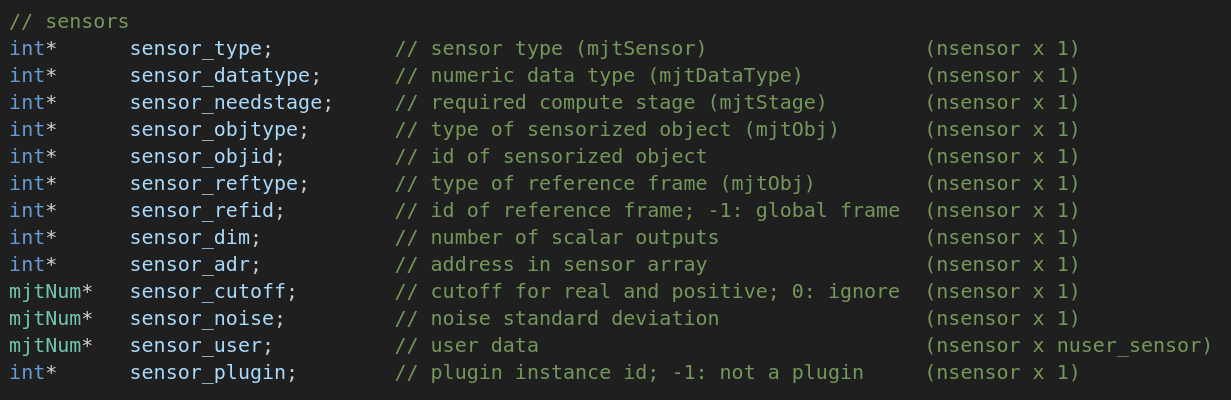 // sensors
int*      sensor_type;          // sensor type (mjtSensor)                  (nsensor x 1)
int*      sensor_datatype;      // numeric data type (mjtDataType)          (nsensor x 1)
int*      sensor_needstage;     // required compute stage (mjtStage)        (nsensor x 1)
int*      sensor_objtype;       // type of sensorized object (mjtObj)       (nsensor x 1)
int*      sensor_objid;         // id of sensorized object                  (nsensor x 1)
int*      sensor_reftype;       // type of reference frame (mjtObj)         (nsensor x 1)
int*      sensor_refid;         // id of reference frame; -1: global frame  (nsensor x 1)
int*      sensor_dim;           // number of scalar outputs                 (nsensor x 1)
int*      sensor_adr;           // address in sensor array                  (nsensor x 1)
mjtNum*   sensor_cutoff;        // cutoff for real and positive; 0: ignore  (nsensor x 1)
mjtNum*   sensor_noise;         // noise standard deviation                 (nsensor x 1)
mjtNum*   sensor_user;          // user data                                (nsensor x nuser_sensor)
int*      sensor_plugin;        // plugin instance id; -1: not a plugin     (nsensor x 1)